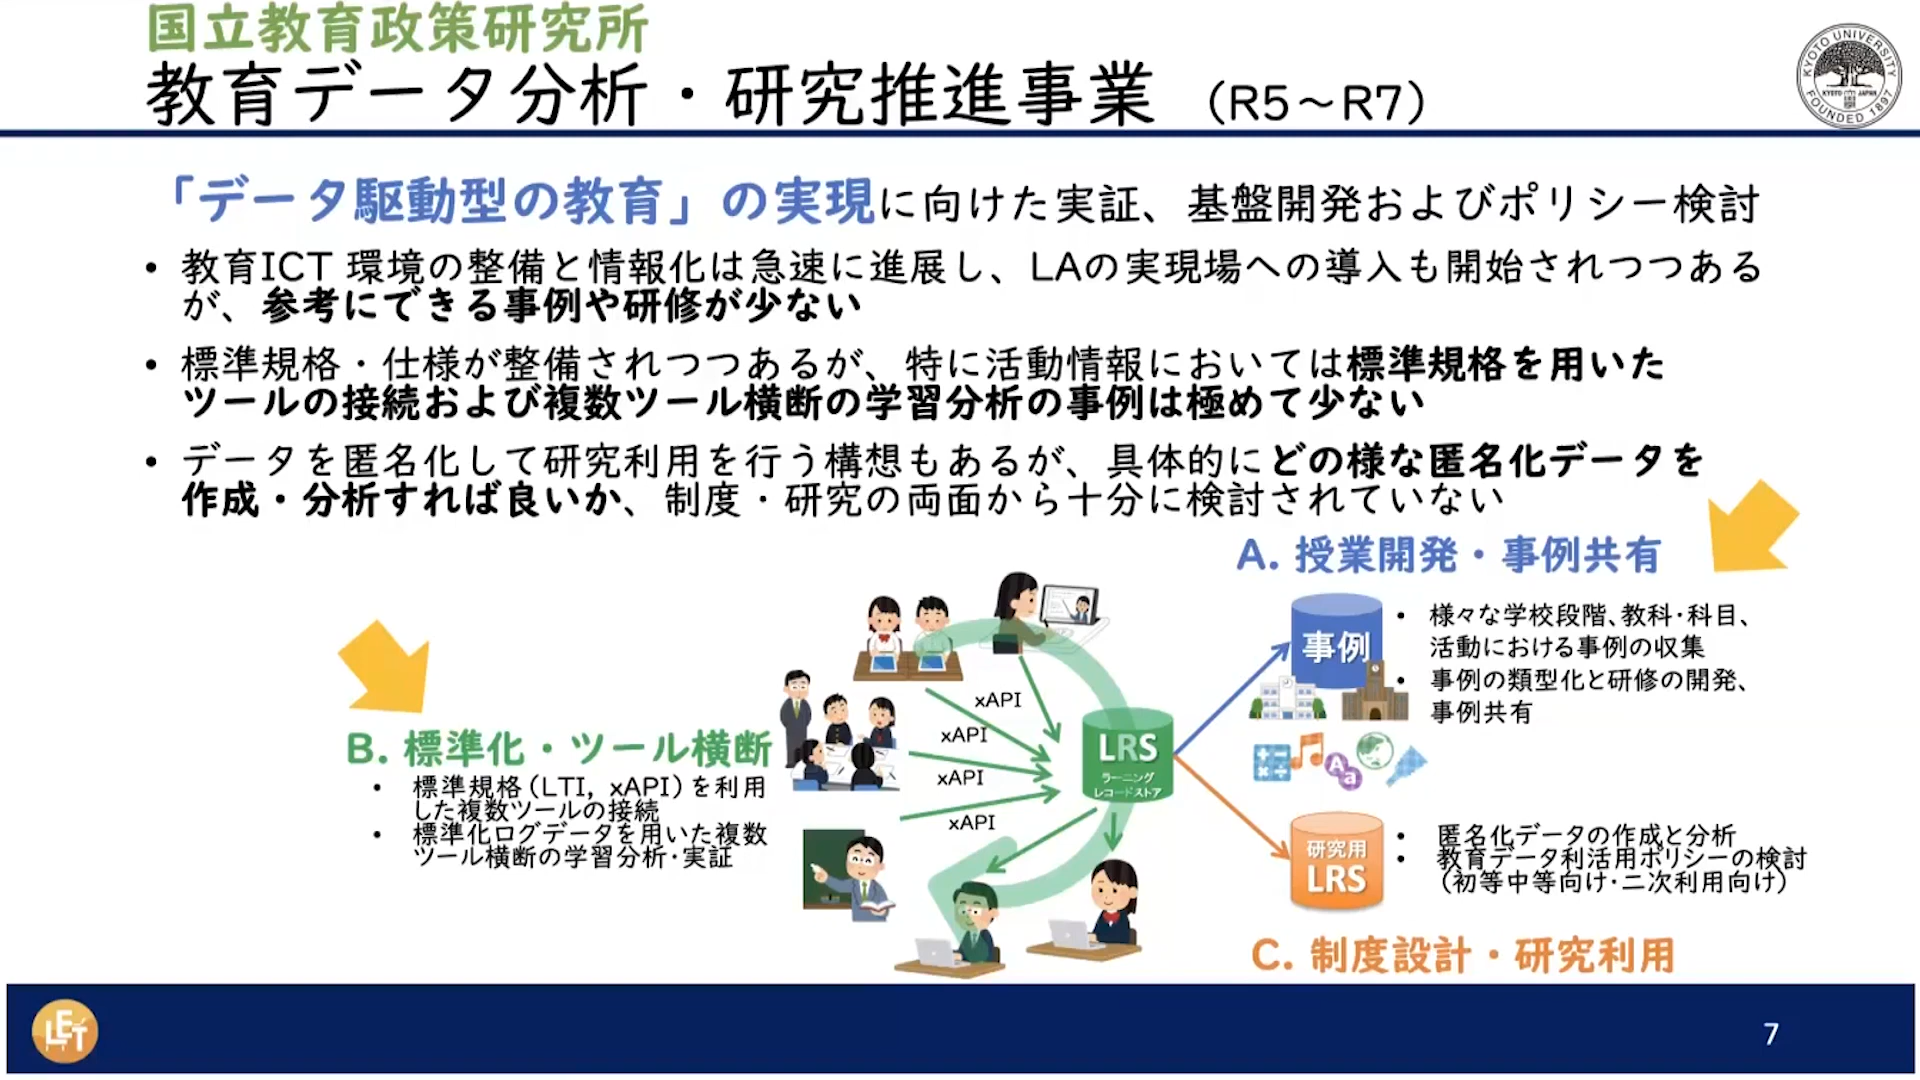 国立教育政策研究所
教育データ分析・研究推進事業 (R5～R7)
KYOTO UNIVERSITY
KYOTO JAPAN
FOUNDED 1897
「データ駆動型の教育」の実現に向けた実証、基盤開発およびポリシー検討
• 教育ICT 環境の整備と情報化は急速に進展し、LAの実現場への導入も開始されつつある
が、参考にできる事例や研修が少ない
• 標準規格・仕様が整備されつつあるが、特に活動情報においては標準規格を用いた
ツールの接続および複数ツール横断の学習分析の事例は極めて少ない
• データを匿名化して研究利用を行う構想もあるが、具体的にどの様な匿名化データを
作成・分析すれば良いか、制度・研究の両面から十分に検討されていない
A. 授業開発・事例共有
事例
• 様々な学校段階、教科・科目、
活動における事例の収集
• 事例の類型化と研修の開発、
事例共有
B. 標準化・ツール横断
• 標準規格(LTI, xAPI)を利用
した複数ツールの接続
• 標準化ログデータを用いた複数
ツール横断の学習分析・実証
xAPI
xAPI
xAPI
xAPI
LRS
ラーニング
レコードストア
Aa
研究用
LRS
• 匿名化データの作成と分析
• 教育データ利活用ポリシーの検討
(初等中等向け・二次利用向け)
C. 制度設計・研究利用
LET
7